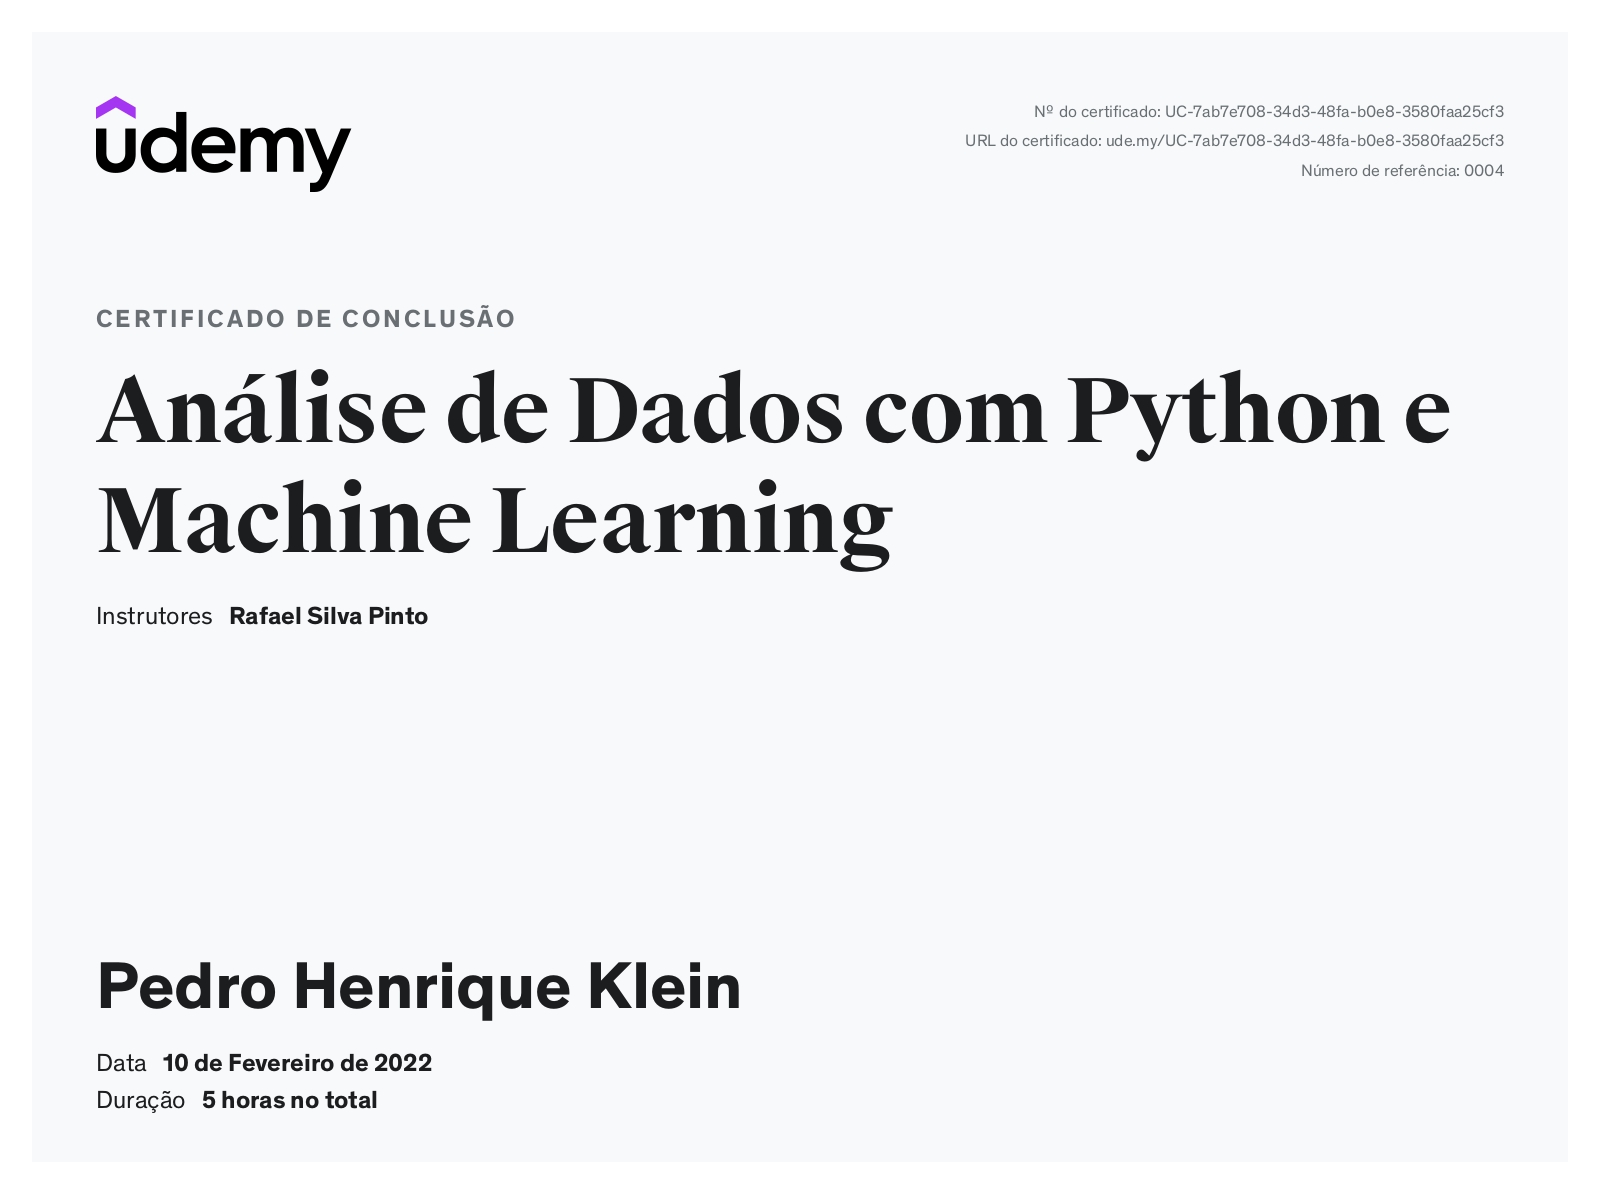 udemy
Nº do certificado: UC-7ab7e708-34d3-48fa-b0e8-3580faa25cf3
URL do certificado: ude.my/UC-7ab7e708-34d3-48fa-b0e8-3580faa25cf3
Número de referência: 0004
CERTIFICADO DE CONCLUSÃO
Análise de Dados com Python e
Machine Learning
Instrutores Rafael Silva Pinto
Pedro Henrique Klein
Data 10 de Fevereiro de 2022
Duração 5 horas no total